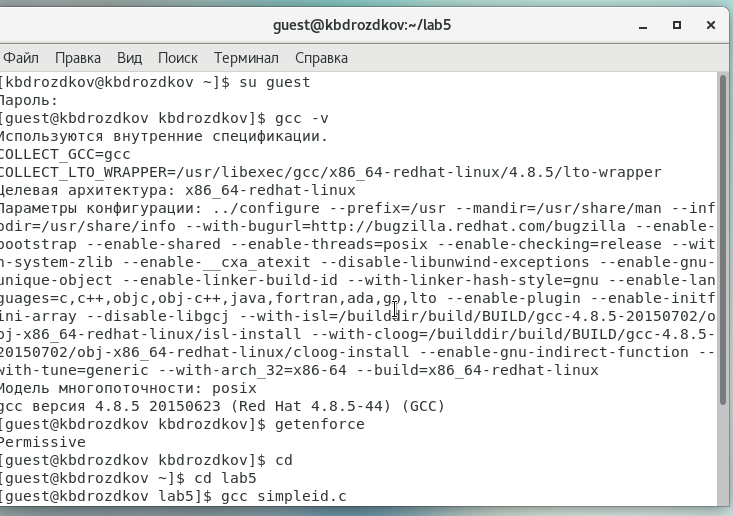 guest@kbdrozdkov:~/lab5
Файл Правка Вид Поиск Терминал Справка
[kbdrozdkov@kbdrozdkov ~]$ su guest
Пароль:
[guest@kbdrozdkov kbdrozdkov]$ gcc -v
Используются внутренние спецификации.
COLLECT_GCC=gcc
COLLECT_LTO_WRAPPER=/usr/libexec/gcc/x86_64-redhat-linux/4.8.5/lto-wrapper
Целевая архитектура: x86_64-redhat-linux
Параметры конфигурации: ../configure --prefix=/usr --mandir=/usr/share/man --inf
odir=/usr/share/info --with-bugurl=http://bugzilla.redhat.com/bugzilla --enable-
bootstrap --enable-shared --enable-threads=posix --enable-checking=release --wit
h-system-zlib --enable-__cxa_atexit --disable-libunwind-exceptions --enable-gnu-
unique-object --enable-linker-build-id --with-linker-hash-style=gnu --enable-lan
guages=c,c++,objc,obj-c++,java,fortran,ada,go,lto --enable-plugin --enable-initf
ini-array --disable-libgcj --with-isl=/builddir/build/BUILD/gcc-4.8.5-20150702/o
bj-x86_64-redhat-linux/isl-install --with-cloog=/builddir/build/BUILD/gcc-4.8.5-
20150702/obj-x86_64-redhat-linux/cloog-install --enable-gnu-indirect-function --
with-tune=generic --with-arch_32=x86-64 --build=x86_64-redhat-linux
Модель многопоточности: posix
gcc версия 4.8.5 20150623 (Red Hat 4.8.5-44) (GCC)
[guest@kbdrozdkov kbdrozdkov]$ getenforce
Permissive
[guest@kbdrozdkov kbdrozdkov]$ cd
[guest@kbdrozdkov ~]$ cd lab5
[guest@kbdrozdkov lab5]$ gcc simpleid.c